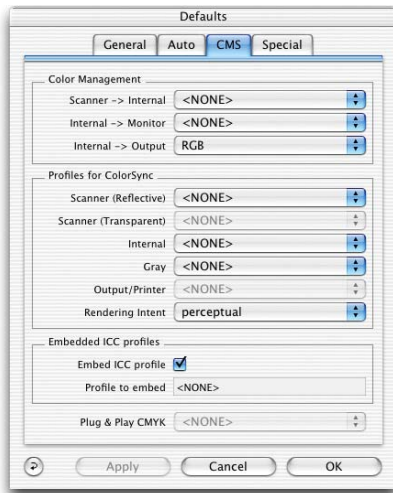 Defaults
General Auto CMS Special
Color Management
Scanner -> Internal <NONE>
Internal -> Monitor <NONE>
Internal -> Output RGB
Profiles for ColorSync
Scanner (Reflective) <NONE>
Scanner (Transparent) <NONE>
Internal <NONE>
Gray <NONE>
Output/Printer <NONE>
Rendering Intent perceptual
Embedded ICC profiles
Embed ICC profile
Profile to embed <NONE>
Plug & Play CMYK <NONE>
Apply Cancel OK